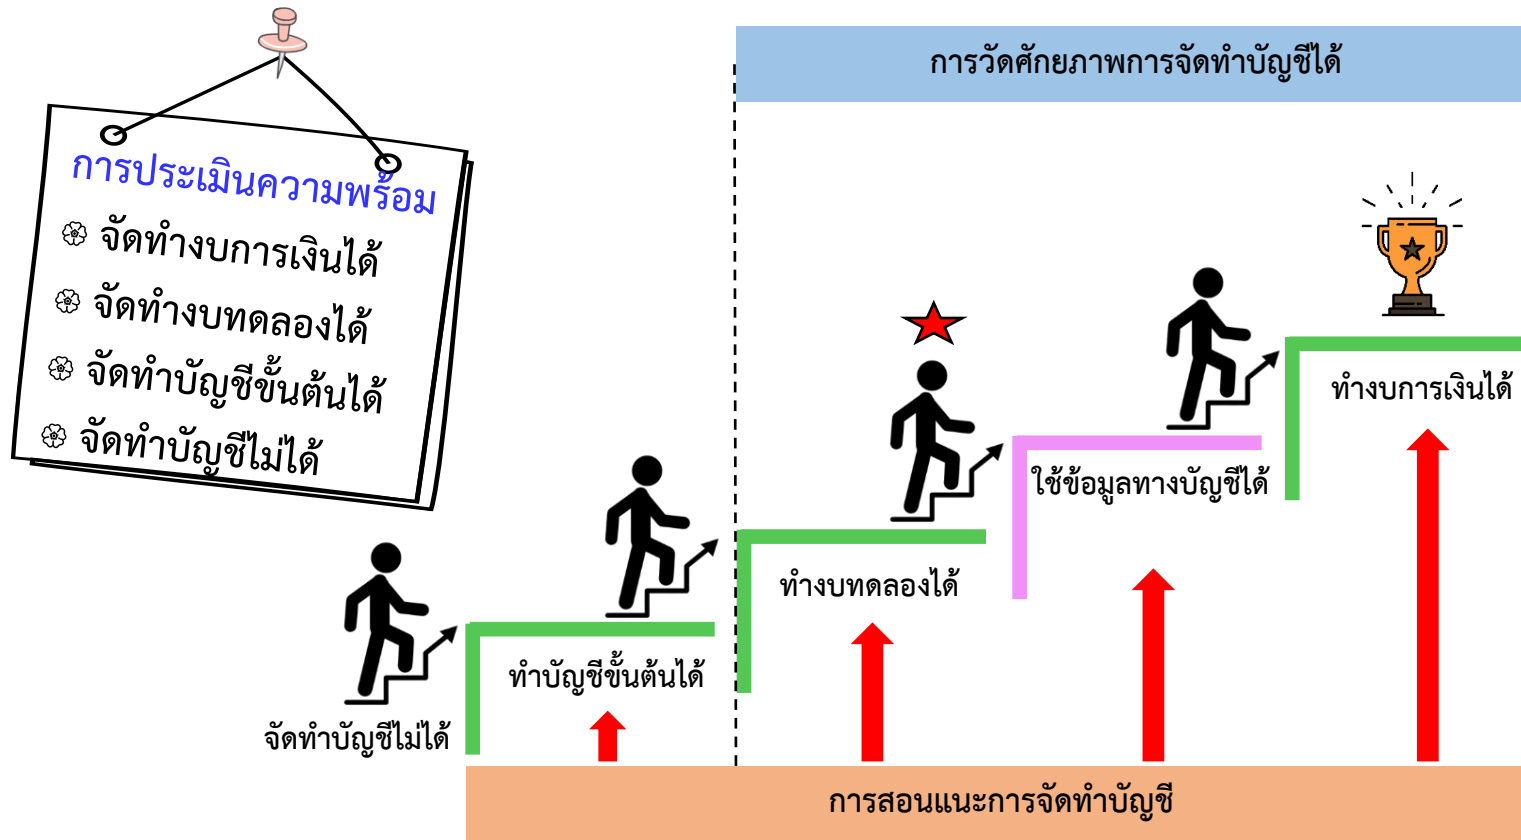 การวัดศักยภาพการจัดทำบัญชีได้
การประเมินความพร้อม
จัดทำงบการเงินได้
จัดทำงบทดลองได้
จัดทำบัญชีขั้นต้นได้
จัดทำบัญชีไม่ได้
ทำงบการเงินได้
ใช้ข้อมูลทางบัญชีได้
ทำงบทดลองได้
ทำบัญชีขั้นต้นได้
จัดทำบัญชีไม่ได้
การสอนแนะการจัดทำบัญชี